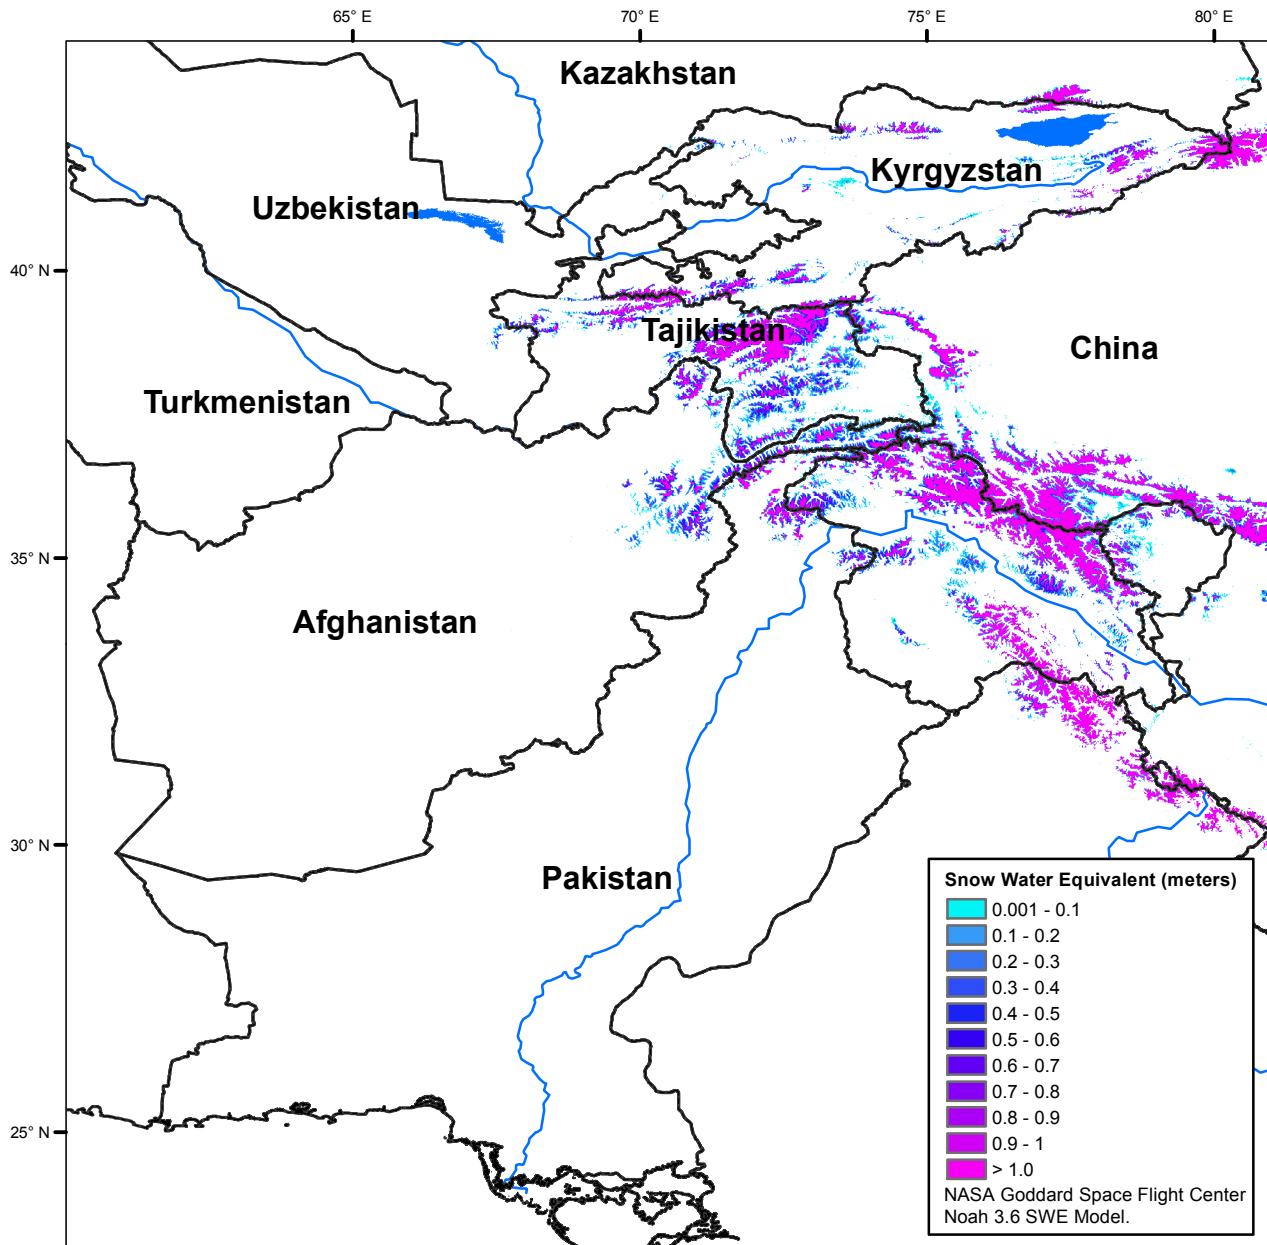 65° E
70° E
75° E
80° E
Kazakhstan
Kyrgyzstan
Uzbekistan
40° N
Tajikistan
China
Turkmenistan
35° N
Afghanistan
30° N
Pakistan
25° N
Snow Water Equivalent (meters)
0.001 - 0.1
0.1 - 0.2
0.2 - 0.3
0.3 - 0.4
0.4 - 0.5
0.5 - 0.6
0.6 - 0.7
0.7 - 0.8
0.8 - 0.9
0.9 - 1
> 1.0
NASA Goddard Space Flight Center
Noah 3.6 SWE Model.